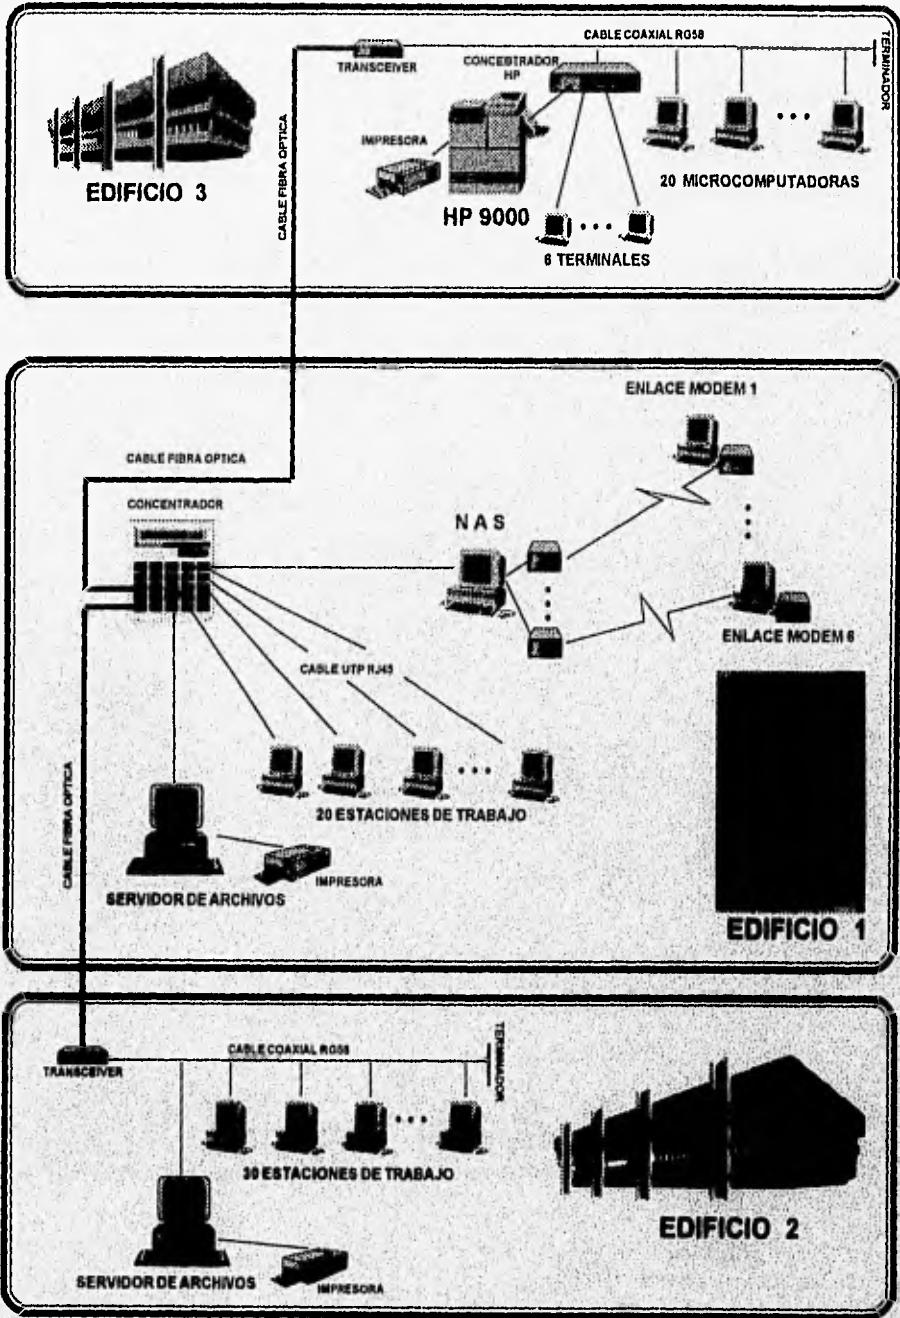 CABLE COAXIAL RG58
TERMINADOR
TRANSCEIVER
CONCEBTRADOR
HP
IMPRESORA
CABLE FIBRA OPTICA
EDIFICIO 3
HP 9000
20 MICROCOMPUTADORAS
6 TERMINALES
ENLACE MODEM 1
CABLE FIBRA OPTICA
CONCENTRADOR
N A S
ENLACE MODEM 6
CABLE UTP RJ45
CABLE FIBRA OPTICA
20 ESTACIONES DE TRABAJO
IMPRESORA
SERVIDOR DE ARCHIVOS
EDIFICIO 1
TRANSCEIVER
CABLE COAXIAL RG58
TERMINADOR
30 ESTACIONES DE TRABAJO
EDIFICIO 2
SERVIDOR DE ARCHIVOS
IMPRESORA